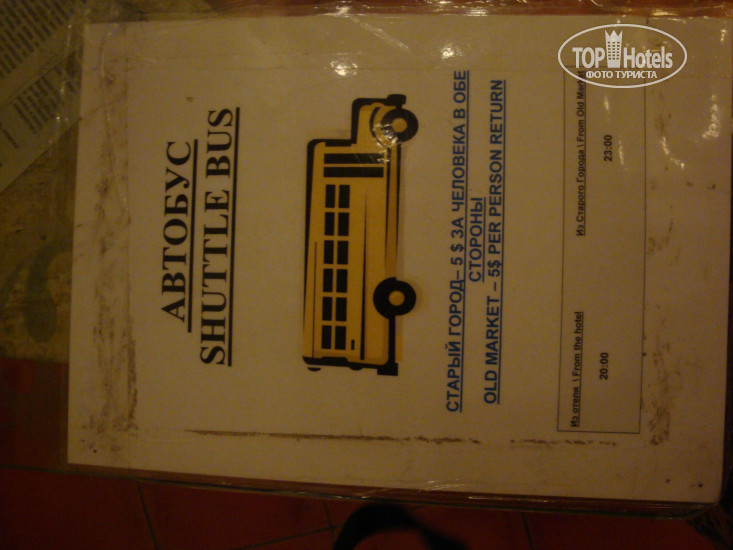 АВТОБУС
SHUTTLE BUS
СТАРЫЙ ГОРОД– 5 $ ЗА ЧЕЛОВЕКА В ОБЕ
СТОРОНЫ
OLD MARKET – 5$ PER PERSON RETURN
Из отеля \ From the hotel
Из Старого Города \ From Old Market
20:00
23:00
TOP Hotels
ФОТО ТУРИСТА